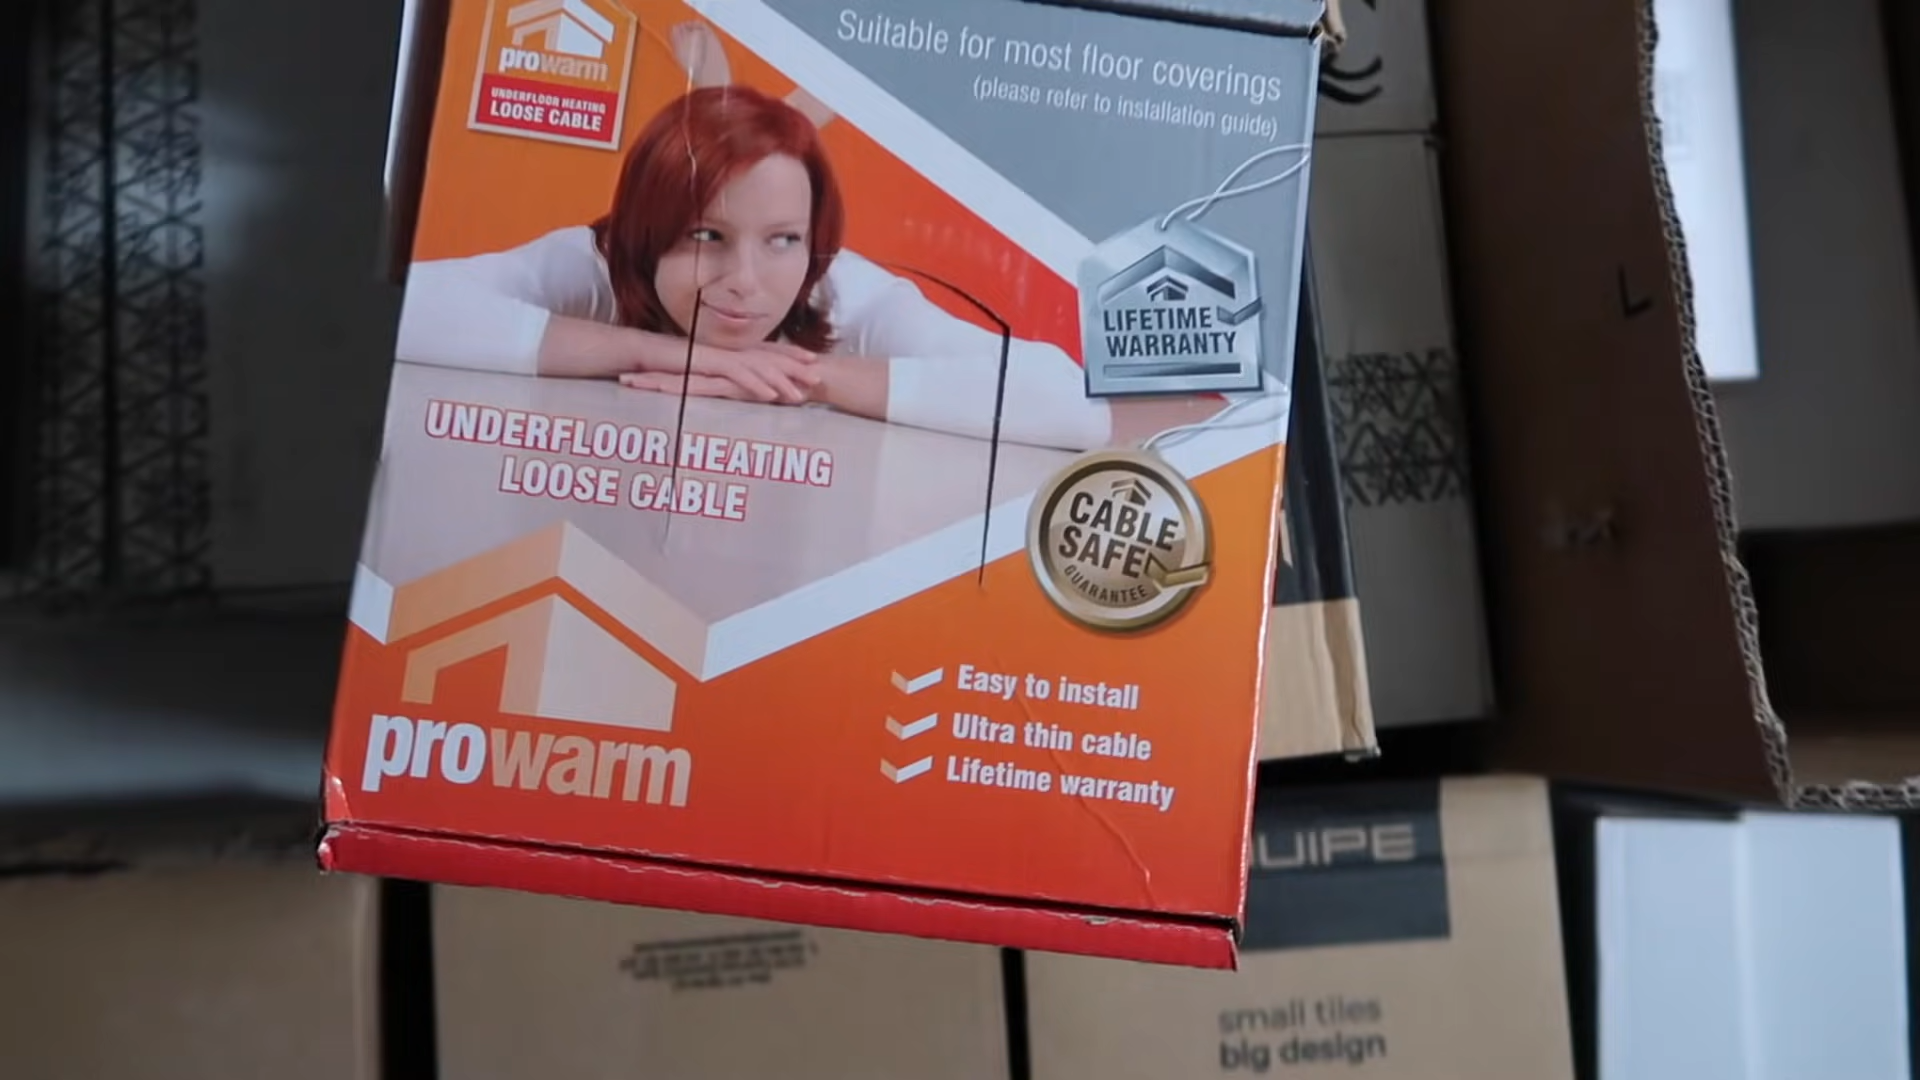 prowarm
UNDERFLOOR HEATING
LOOSE CABLE
Suitable for most floor coverings
(please refer to installation guide)
LIFETIME
WARRANTY
UNDERFLOOR HEATING
LOOSE CABLE
CABLE
SAFE
GUARANTEE
prowarm
Easy to install
Ultra thin cable
Lifetime warranty
UIPE
small tiles
big design